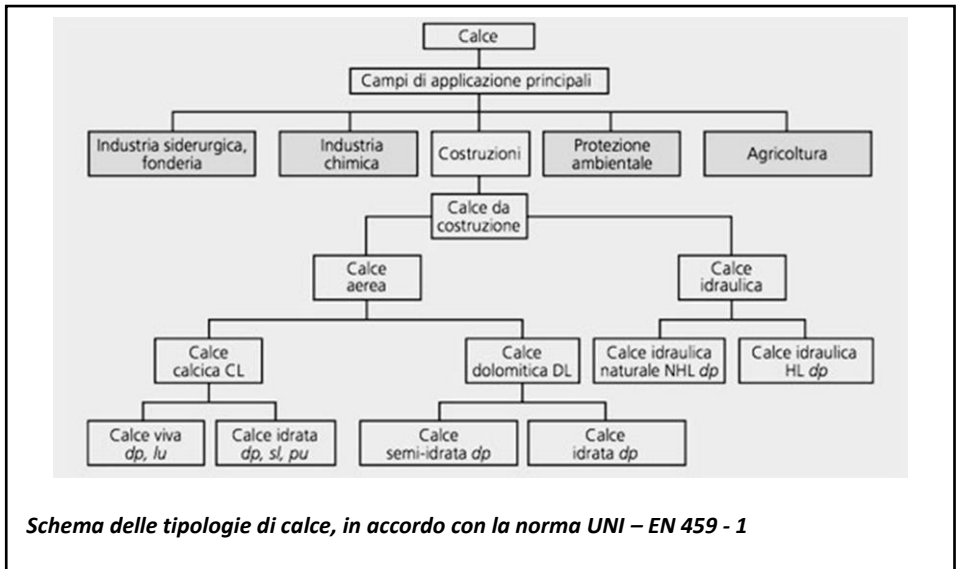 Calce
Campi di applicazione principali
Industria siderurgica,
fonderia
Industria
chimica
Costruzioni
Protezione
ambientale
Agricoltura
Calce da
costruzione
Calce
aerea
Calce
idraulica
Calce
calcica CL
Calce
dolomitica DL
Calce idraulica
naturale NHL dp
Calce idraulica
HL dp
Calce viva
dp, lu
Calce idrata
dp, sl, pu
Calce
semi-idrata dp
Calce
idrata dp
Schema delle tipologie di calce, in accordo con la norma UNI – EN 459 - 1